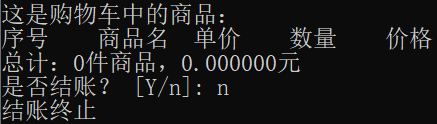 这是购物车中的商品:
序号 商品名 单价 数量 价格
总计：0件商品，0.000000元
是否结账？ [Y/n]: n
结账终止